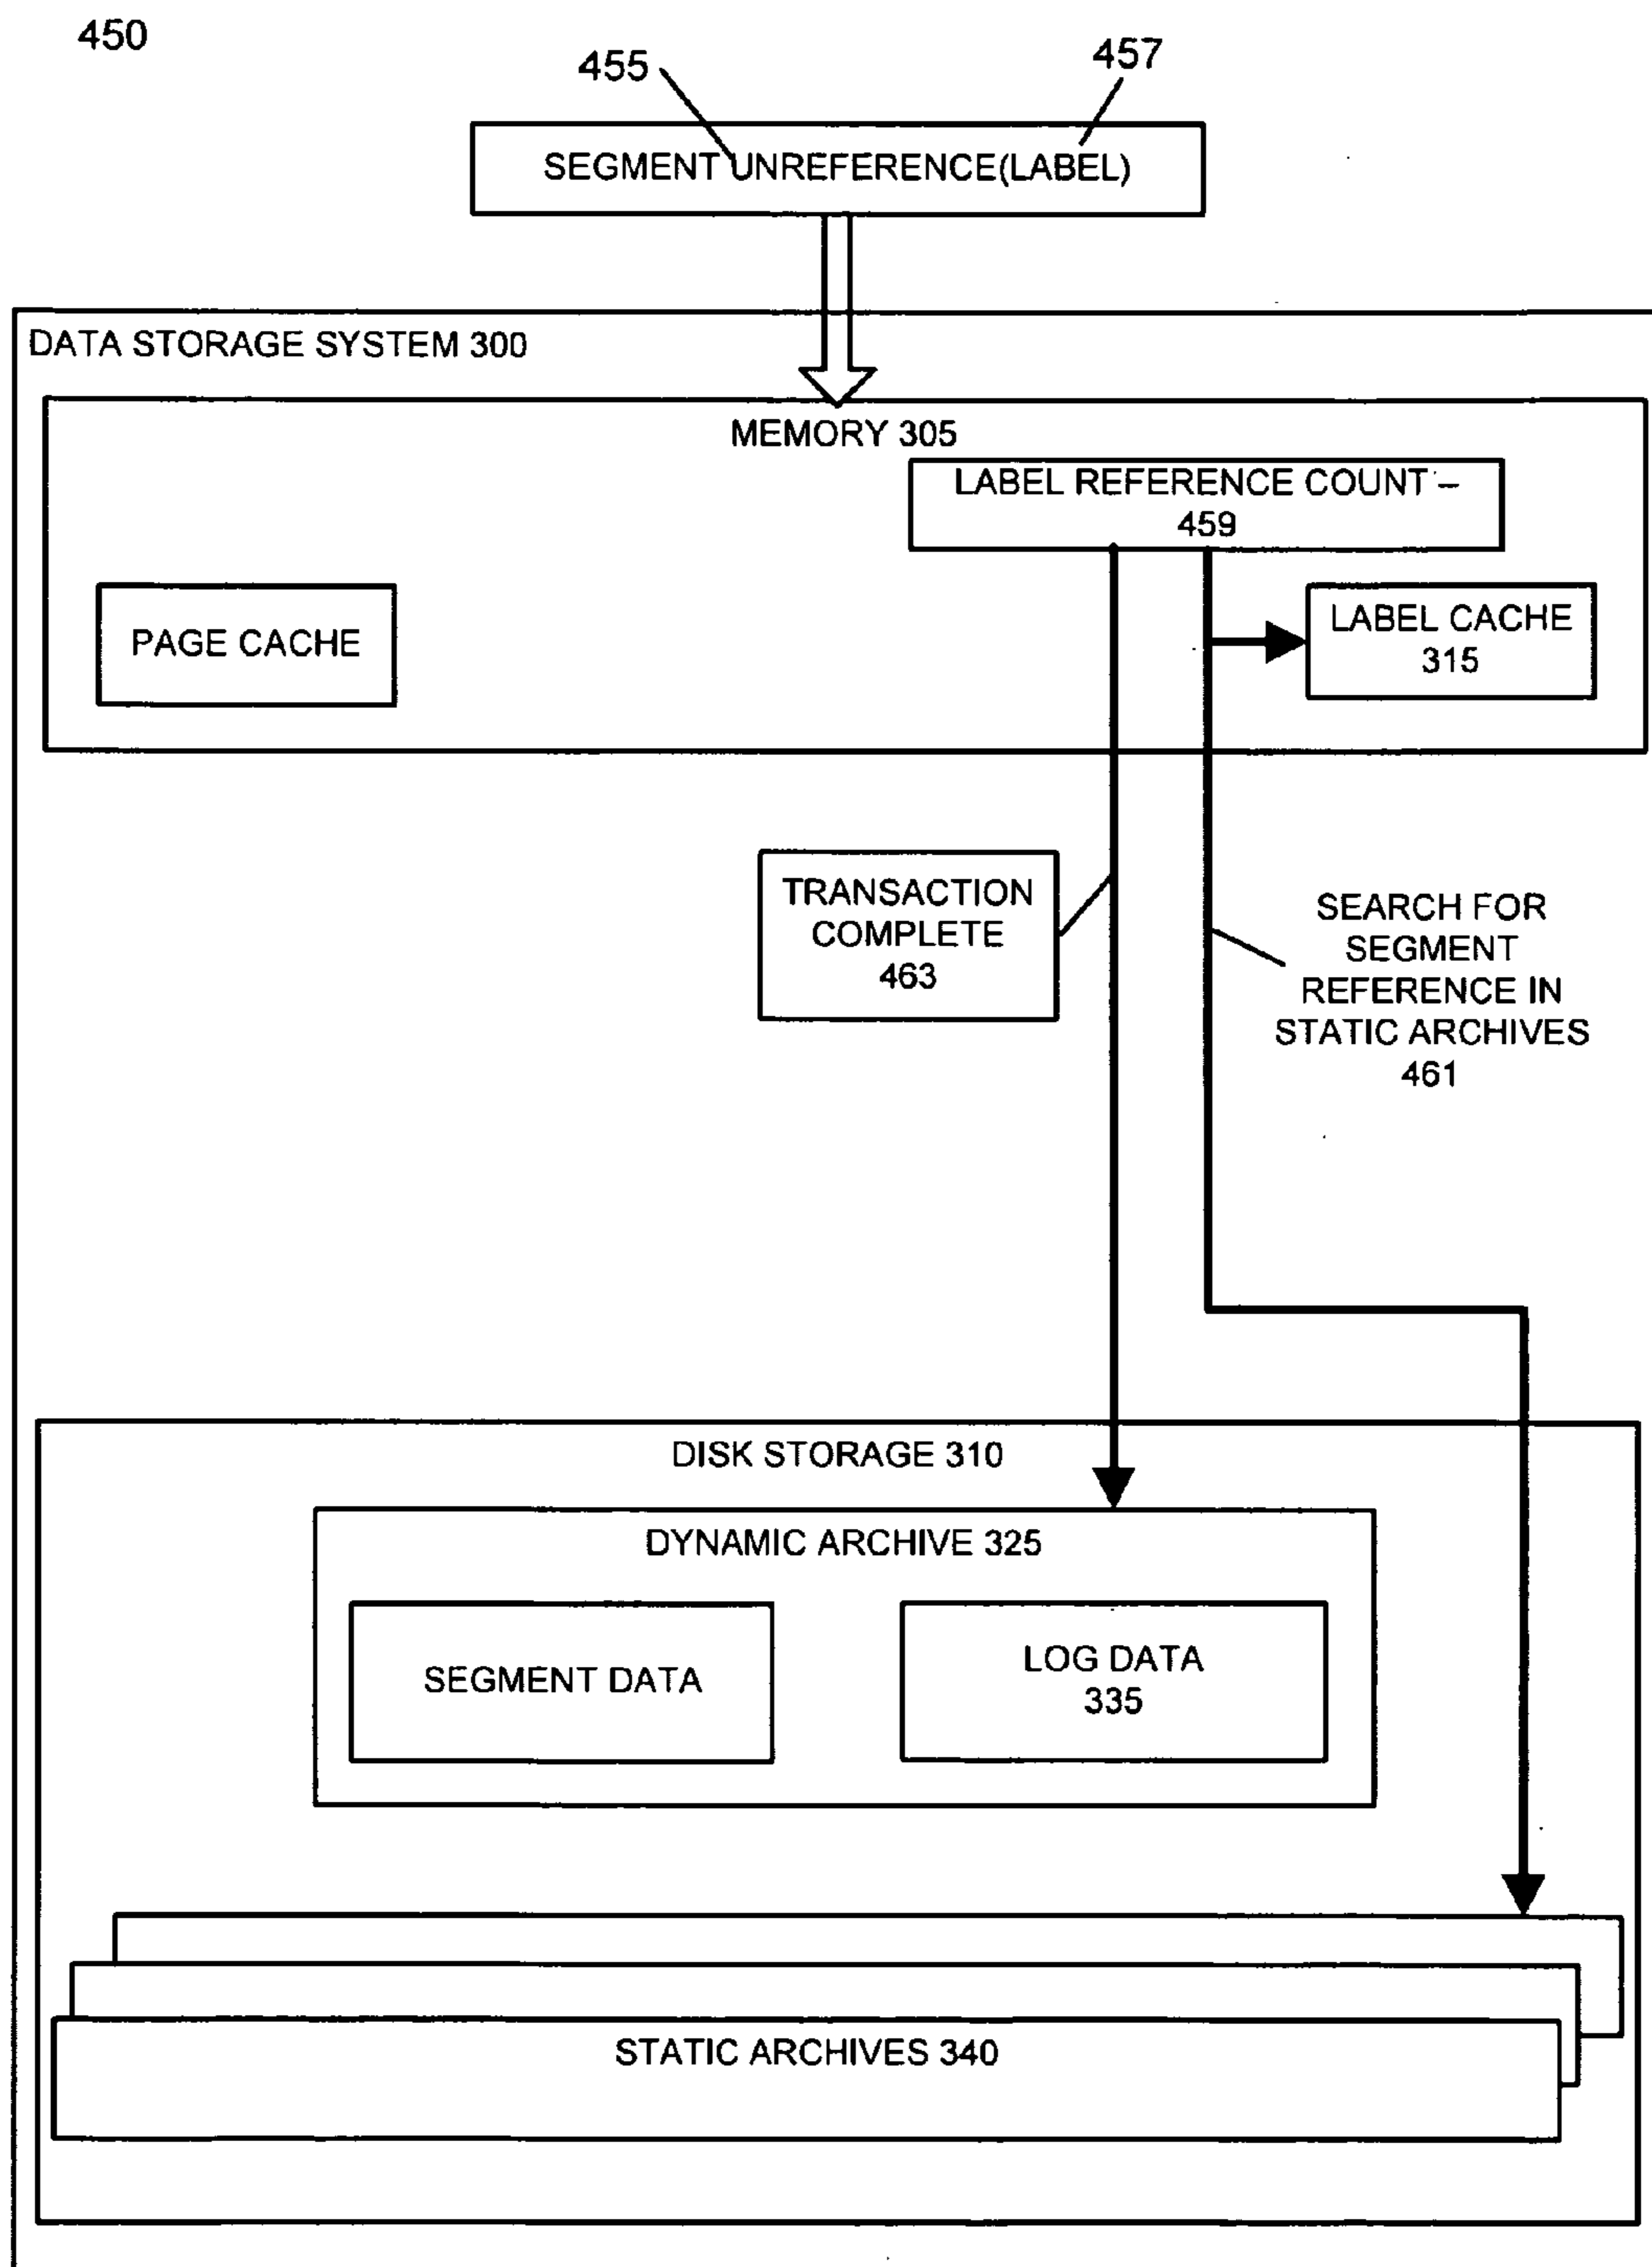 450
455
457
SEGMENT UNREFERENCE(LABEL)
DATA STORAGE SYSTEM 300
MEMORY 305
LABEL REFERENCE COUNT –
459
PAGE CACHE
LABEL CACHE
315
TRANSACTION
COMPLETE
463
SEARCH FOR
SEGMENT
REFERENCE IN
STATIC ARCHIVES
461
DISK STORAGE 310
DYNAMIC ARCHIVE 325
SEGMENT DATA
LOG DATA
335
STATIC ARCHIVES 340